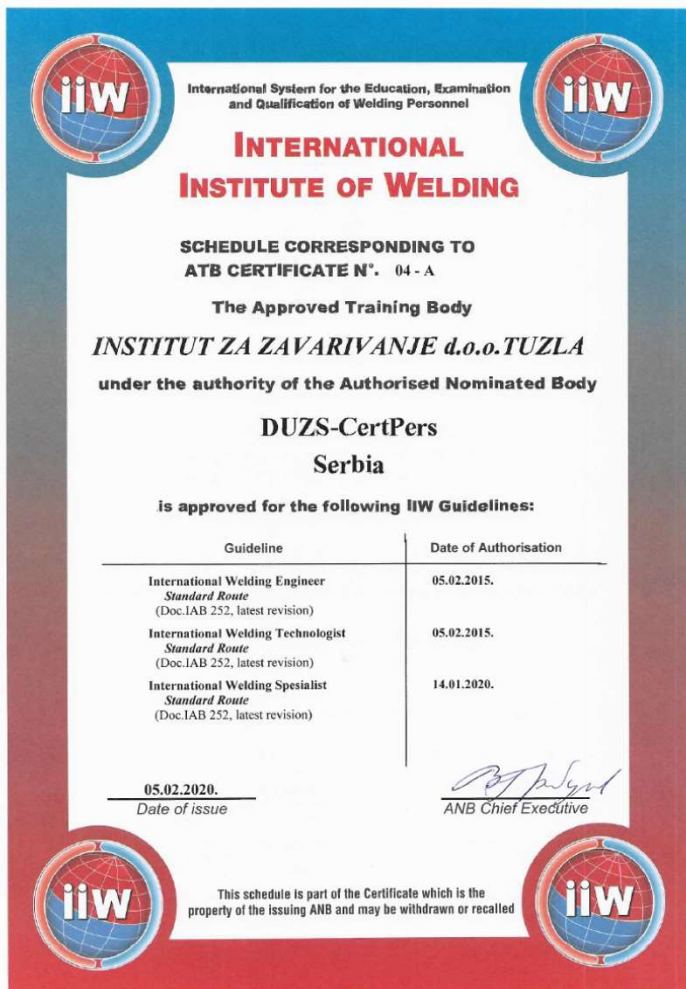 iiw
iiw
International System for the Education, Examination
and Qualification of Welding Personnel
INTERNATIONAL
INSTITUTE OF WELDING
SCHEDULE CORRESPONDING TO
ATB CERTIFICATE N°. 04 - A
The Approved Training Body
INSTITUT ZA ZAVARIVANJE d.o.o.TUZLA
under the authority of the Authorised Nominated Body
DUZS-CertPers
Serbia
is approved for the following IIW Guidelines:
Guideline Date of Authorisation
International Welding Engineer 05.02.2015.
Standard Route
(Doc.IAB 252, latest revision)
International Welding Technologist 05.02.2015.
Standard Route
(Doc.IAB 252, latest revision)
International Welding Spesialist 14.01.2020.
Standard Route
(Doc.IAB 252, latest revision)
05.02.2020.
Date of issue ANB Chief Executive
This schedule is part of the Certificate which is the
property of the issuing ANB and may be withdrawn or recalled
iiw
iiw